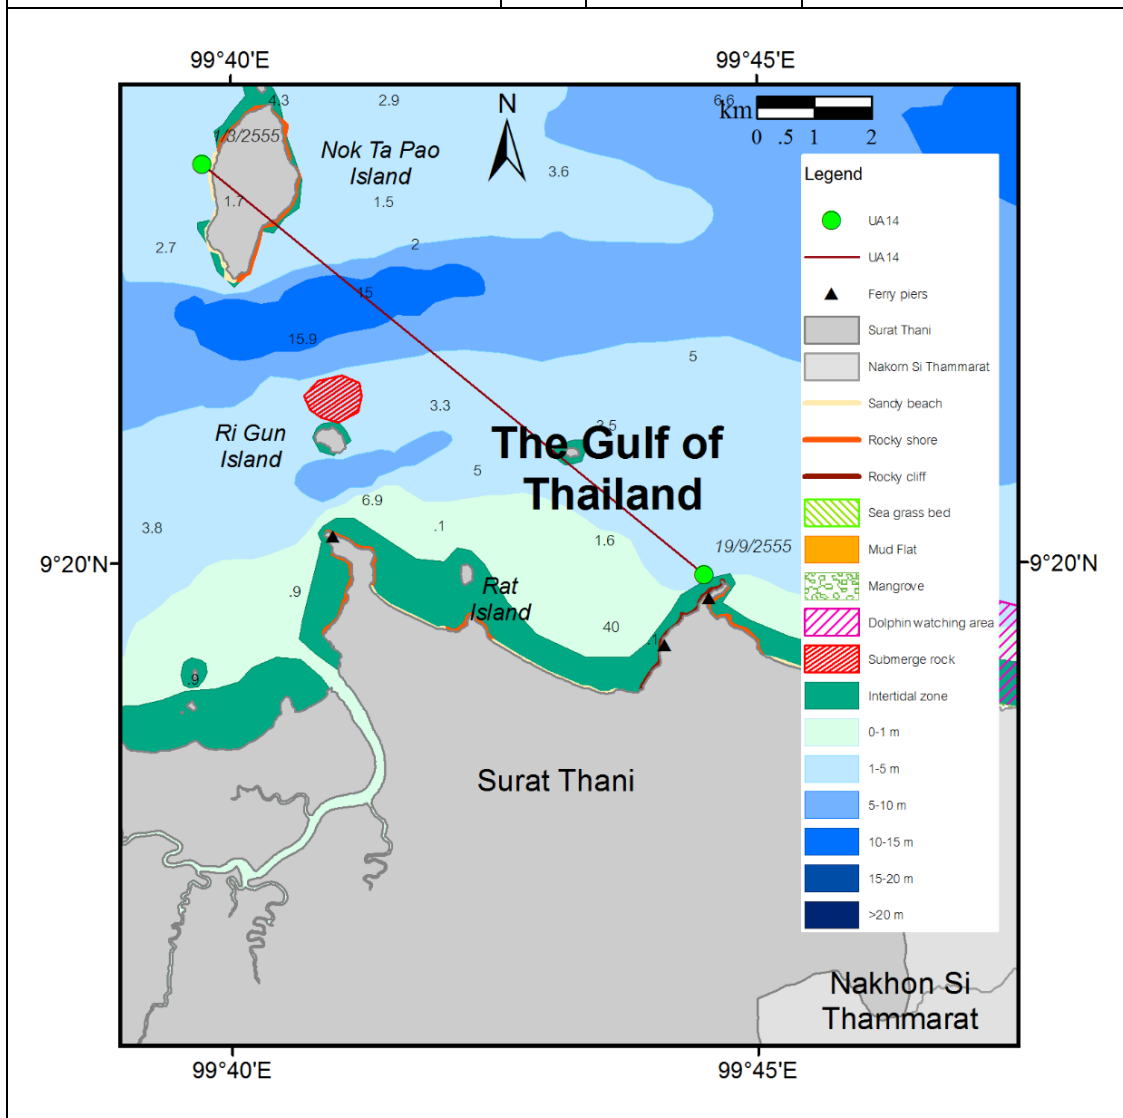 99°40'E 99°45'E
4.3 2.9 6.6
km
N
0 .5 1 2
1/3/2555
Nok Ta Pao
Island
3.6
1.7 1.5
2.7 2
15
15.9
5
3.3
Ri Gun
Island
3.5
The Gulf of
Thailand
5
6.9
3.8 .1 1.6
19/9/2555
9°20'N 9°20'N
.9
Rat
Island
40 .1
.9
Surat Thani
Nakhon Si
Thammarat
Legend
UA14
UA14
Ferry piers
Surat Thani
Nakorn Si Thammarat
Sandy beach
Rocky shore
Rocky cliff
Sea grass bed
Mud Flat
Mangrove
Dolphin watching area
Submerge rock
Intertidal zone
0-1 m
1-5 m
5-10 m
10-15 m
15-20 m
>20 m
99°40'E 99°45'E